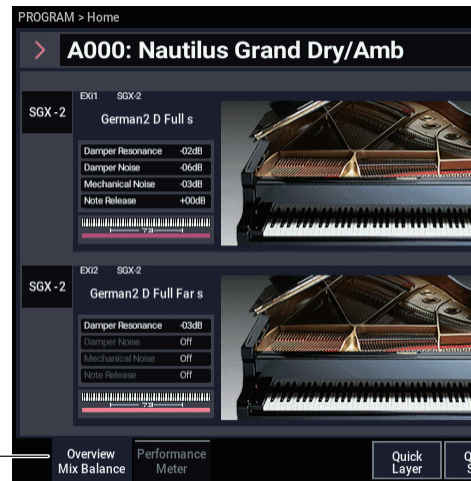 PROGRAM > Home
A000: Nautilus Grand Dry/Amb
EXi1 SGX-2
SGX-2
German2 D Full s
Damper Resonance -02dB
Damper Noise -06dB
Mechanical Noise -03dB
Note Release +00dB
73
EXi2 SGX-2
SGX-2
German2 D Full Far s
Damper Resonance -03dB
Damper Noise Off
Mechanical Noise Off
Note Release Off
73
Overview
Mix Balance
Performance
Meter
Quick
Layer